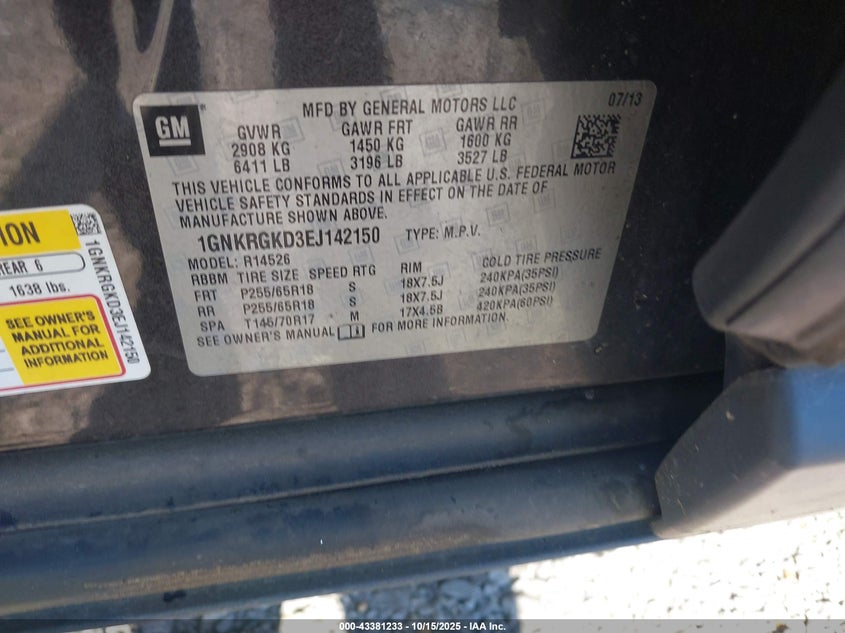 MFD BY GENERAL MOTORS LLC
07/13
GM
GVWR GAWR FRT GAWR RR
2908 KG 1450 KG 1600 KG
6411 LB 3196 LB 3527 LB
THIS VEHICLE CONFORMS TO ALL APPLICABLE U.S. FEDERAL MOTOR
VEHICLE SAFETY STANDARDS IN EFFECT ON THE DATE OF
MANUFACTURE SHOWN ABOVE.
1GNKRGKD3EJ142150 TYPE: M.P.V.
MODEL: R14526
RBBM TIRE SIZE SPEED RTG RIM COLD TIRE PRESSURE
FRT P255/65R18 S 18X7.5J 240KPA(35PSI)
RR P255/65R18 S 18X7.5J 240KPA(35PSI)
SPA T145/70R17 M 17X4.5B 420KPA(60PSI)
SEE OWNER'S MANUAL FOR MORE INFORMATION.
TION
REAR 6
1638 lbs.
SEE OWNER'S
MANUAL FOR
ADDITIONAL
INFORMATION
1GNKRGKD3EJ142150
000-43381233 - 10/15/2025 - IAA Inc.